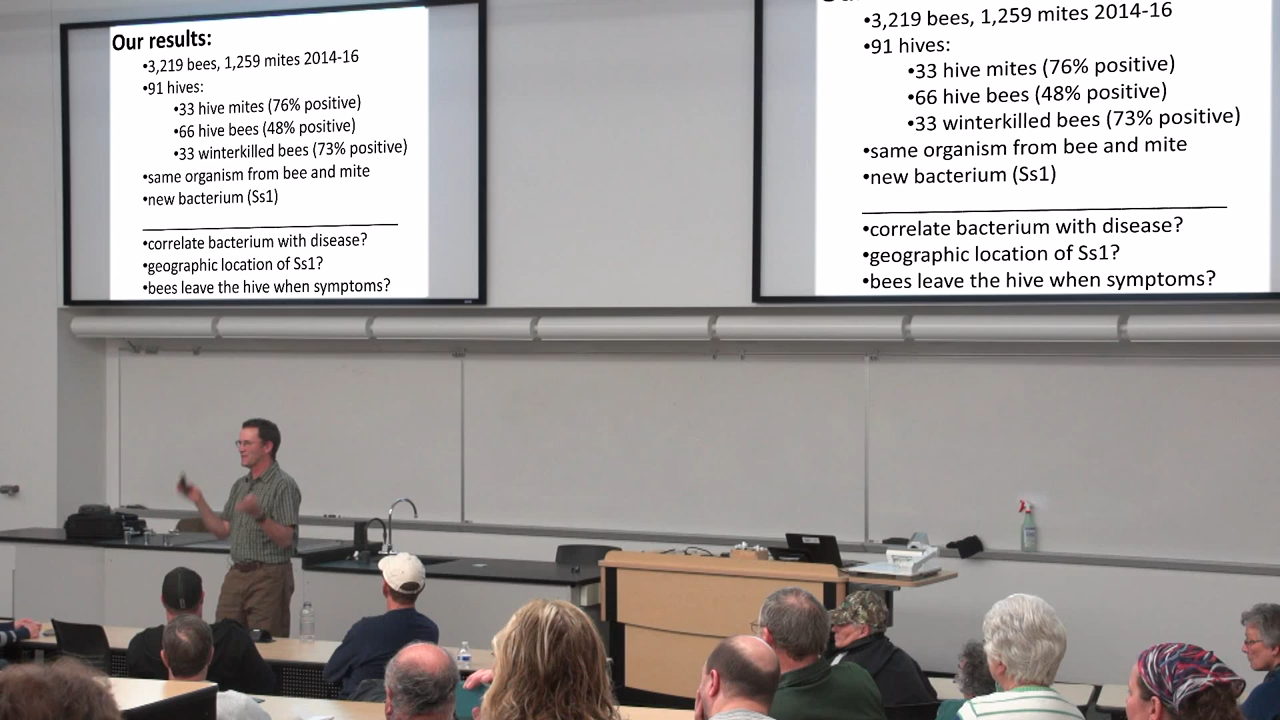 Our results:
•3,219 bees, 1,259 mites 2014-16
•91 hives:
•33 hive mites (76% positive)
•66 hive bees (48% positive)
•33 winterkilled bees (73% positive)
•same organism from bee and mite
•new bacterium (Ss1)
•correlate bacterium with disease?
•geographic location of Ss1?
•bees leave the hive when symptoms?
•3,219 bees, 1,259 mites 2014-16
•91 hives:
•33 hive mites (76% positive)
•66 hive bees (48% positive)
•33 winterkilled bees (73% positive)
•same organism from bee and mite
•new bacterium (Ss1)
•correlate bacterium with disease?
•geographic location of Ss1?
•bees leave the hive when symptoms?